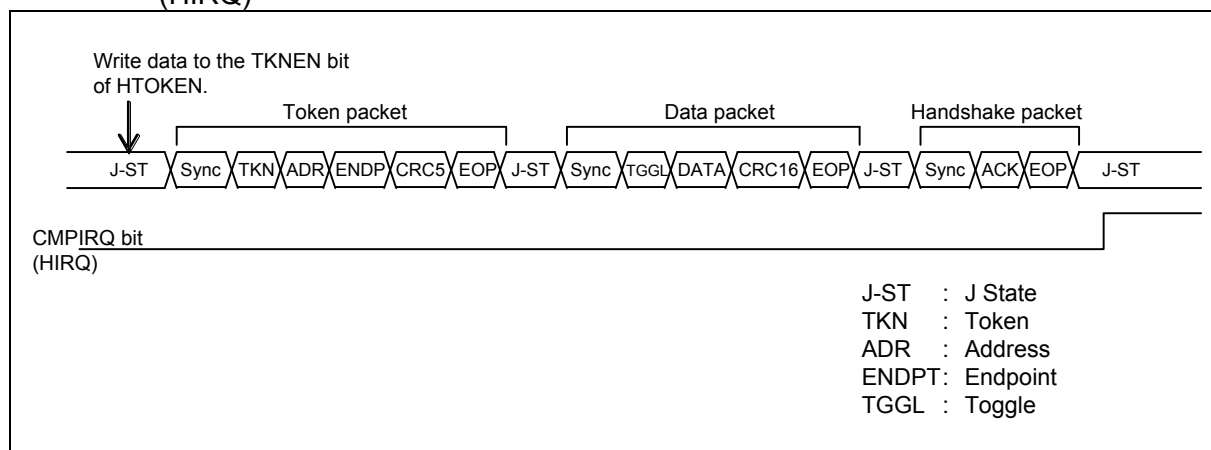 (HIRQ)
Write data to the TKNEN bit
of HTOKEN.
Token packet
Data packet
Handshake packet
J-ST Sync TKN ADR ENDP CRC5 EOP J-ST Sync TGGL DATA CRC16 EOP J-ST Sync ACK EOP J-ST
CMPIRQ bit
(HIRQ)
J-ST : J State
TKN : Token
ADR : Address
ENDPT: Endpoint
TGGL : Toggle